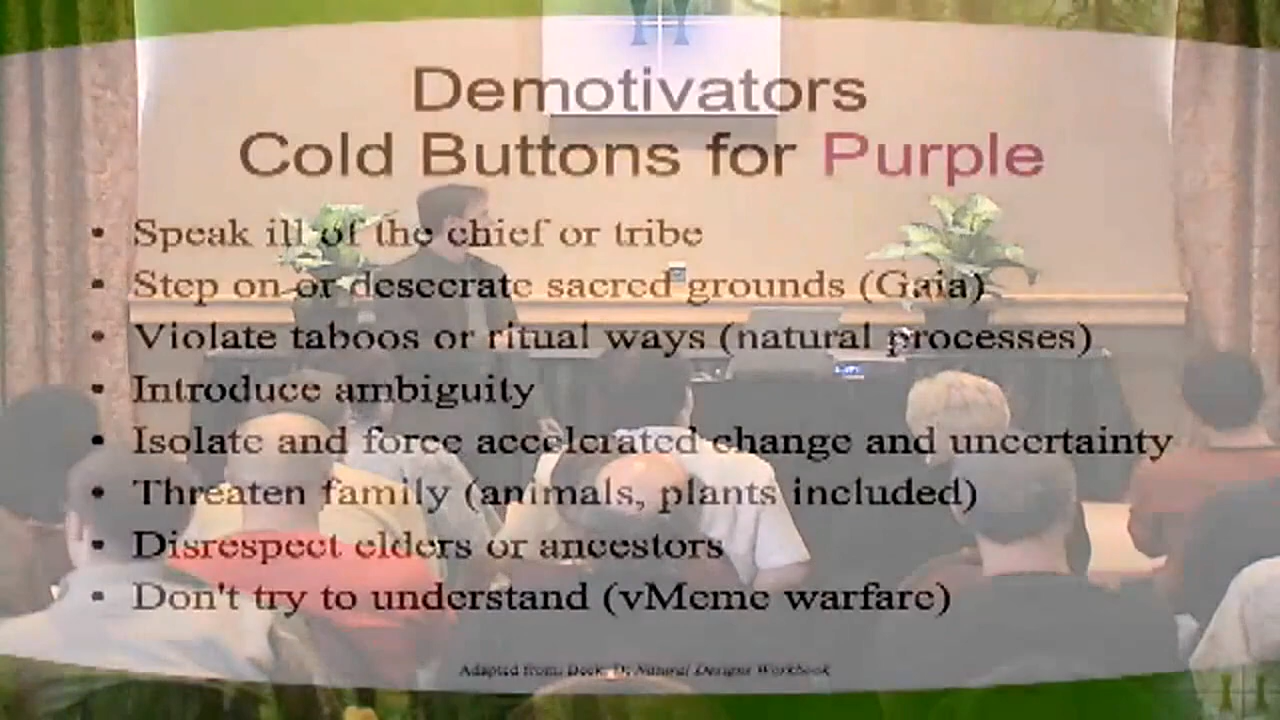 Demotivators
Cold Buttons for Purple
• Speak ill of the chief or tribe
• Step on or desecrate sacred grounds (Gaia)
• Violate taboos or ritual ways (natural processes)
• Introduce ambiguity
• Isolate and force accelerated change and uncertainty
• Threaten family (animals, plants included)
• Disrespect elders or ancestors
• Don't try to understand (vMeme warfare)
Adapted from: Natural Designs Workbook